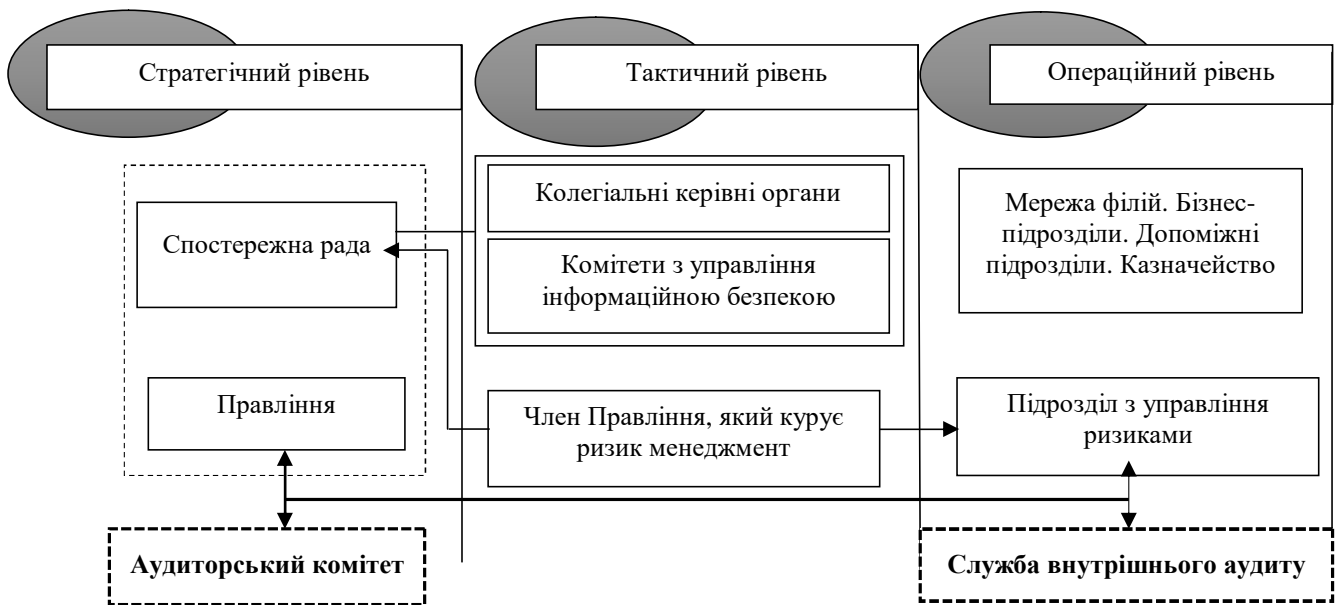 Стратегічний рівень
Тактичний рівень
Операційний рівень
Спостережна рада
Колегіальні керівні органи
Комітети з управління
інформаційною безпекою
Мережа філій. Бізнес-
підрозділи. Допоміжні
підрозділи. Казначейство
Правління
Член Правління, який курує
ризик менеджмент
Підрозділ з управління
ризиками
Аудиторський комітет
Служба внутрішнього аудиту